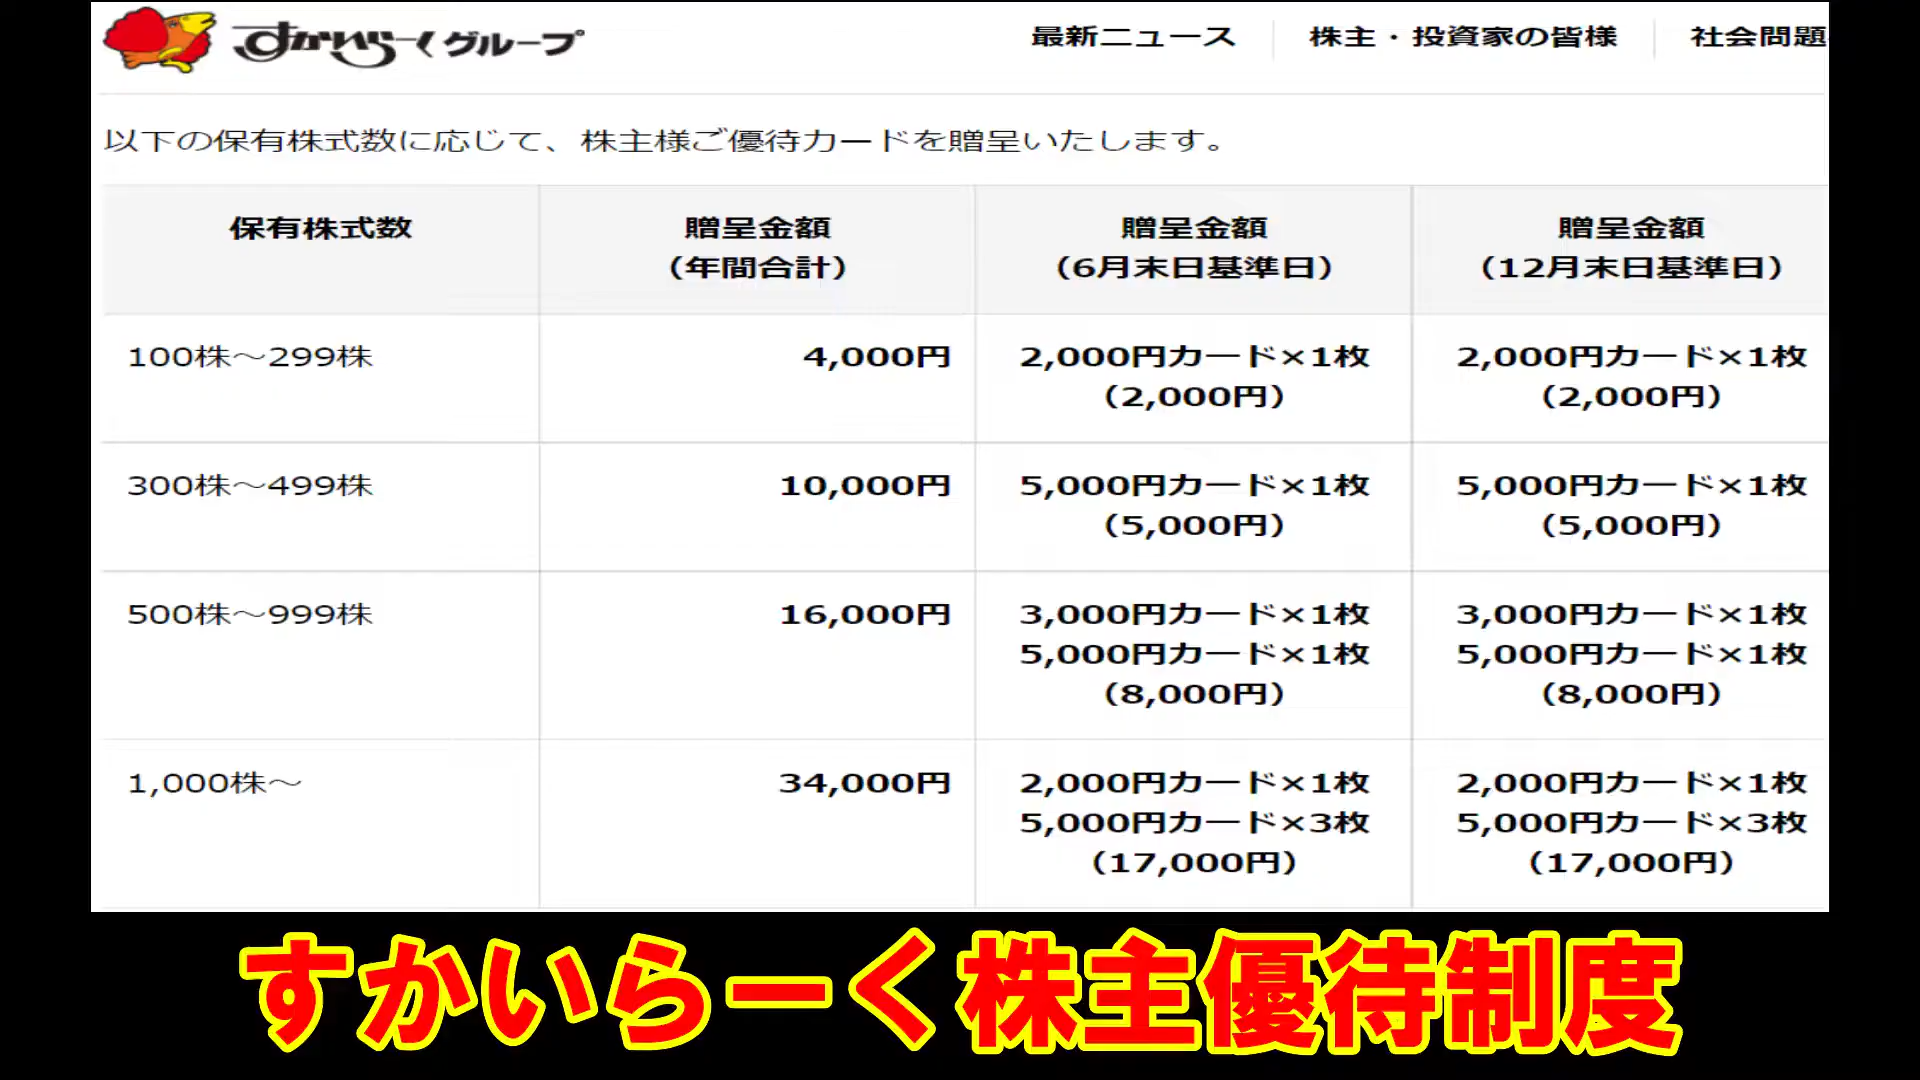 すかいらーくグループ
最新ニュース
株主・投資家の皆様
社会問題
以下の保有株式数に応じて、株主様ご優待カードを贈呈いたします。
保有株式数
贈呈金額
(年間合計)
贈呈金額
(6月末日基準日)
贈呈金額
(12月末日基準日)
100株～299株
4,000円
2,000円カード×1枚
(2,000円)
2,000円カード×1枚
(2,000円)
300株～499株
10,000円
5,000円カード×1枚
(5,000円)
5,000円カード×1枚
(5,000円)
500株～999株
16,000円
3,000円カード×1枚
5,000円カード×1枚
(8,000円)
3,000円カード×1枚
5,000円カード×1枚
(8,000円)
1,000株～
34,000円
2,000円カード×1枚
5,000円カード×3枚
(17,000円)
2,000円カード×1枚
5,000円カード×3枚
(17,000円)
すかいらーく株主優待制度